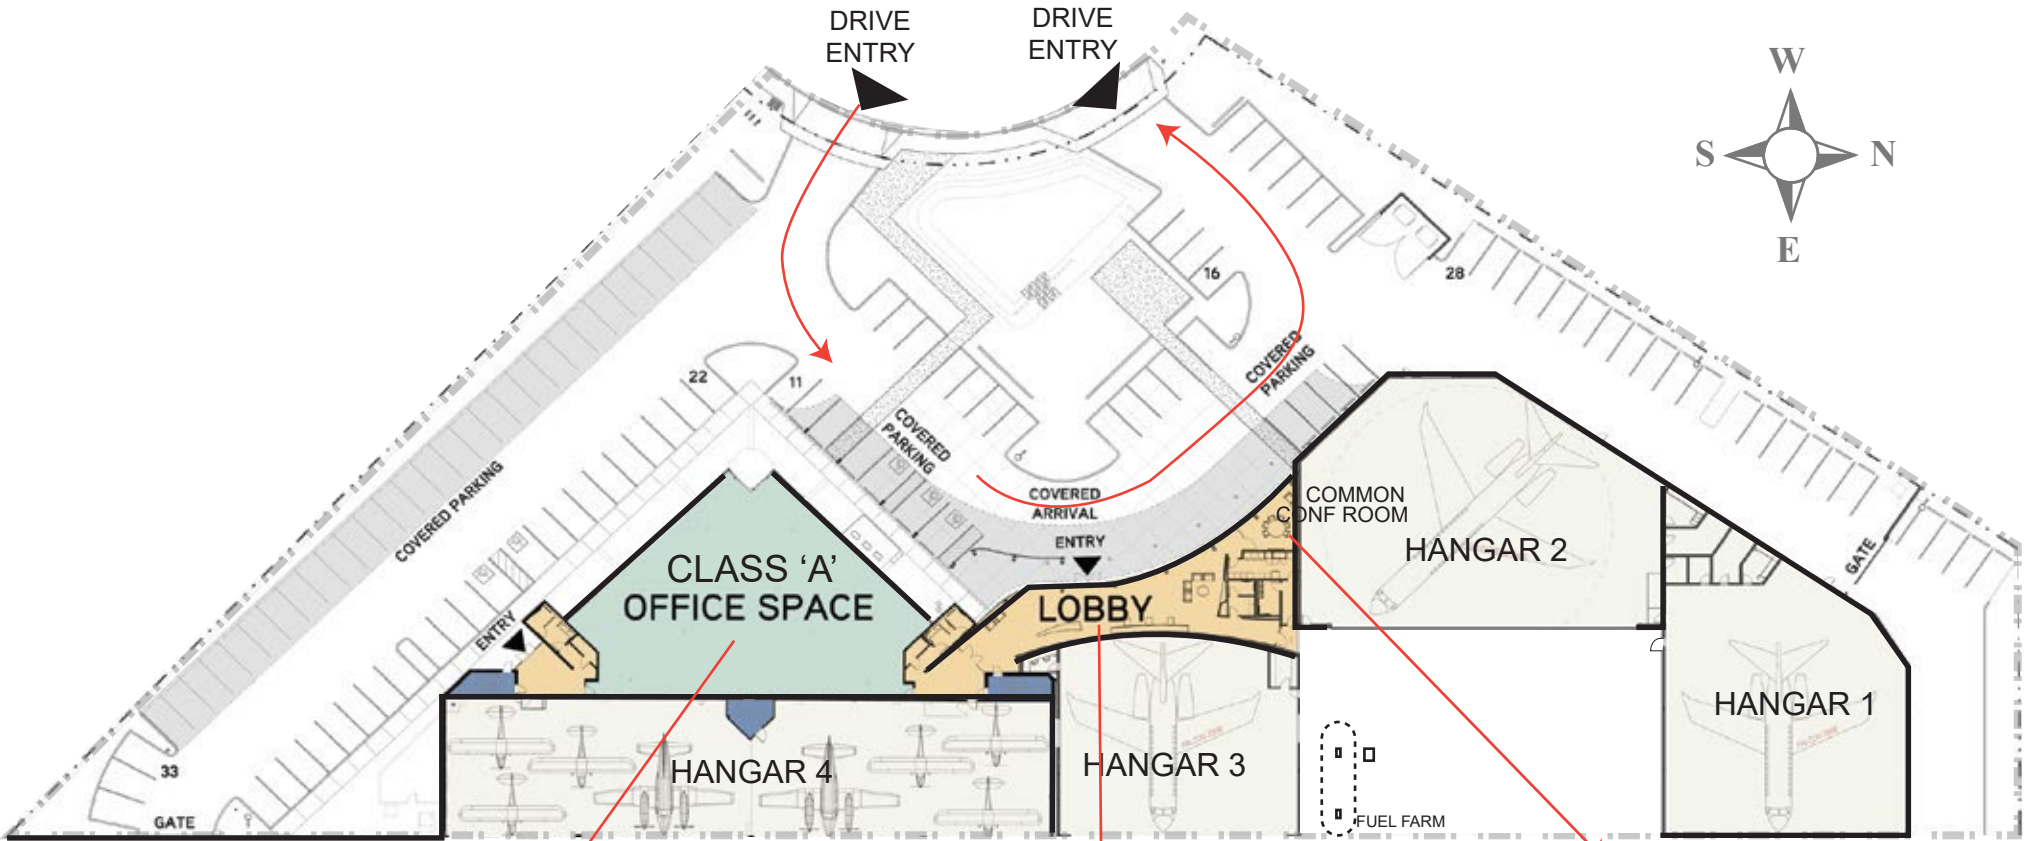 DRIVE
ENTRY
DRIVE
ENTRY
W
S
N
E
16
28
22
11
COVERED
PARKING
COVERED
PARKING
COVERED PARKING
COVERED
ARRIVAL
ENTRY
COMMON
CONF ROOM
HANGAR 2
GATE
CLASS ‘A’
OFFICE SPACE
LOBBY
ENTRY
HANGAR 1
HANGAR 4
HANGAR 3
33
GATE
FUEL FARM